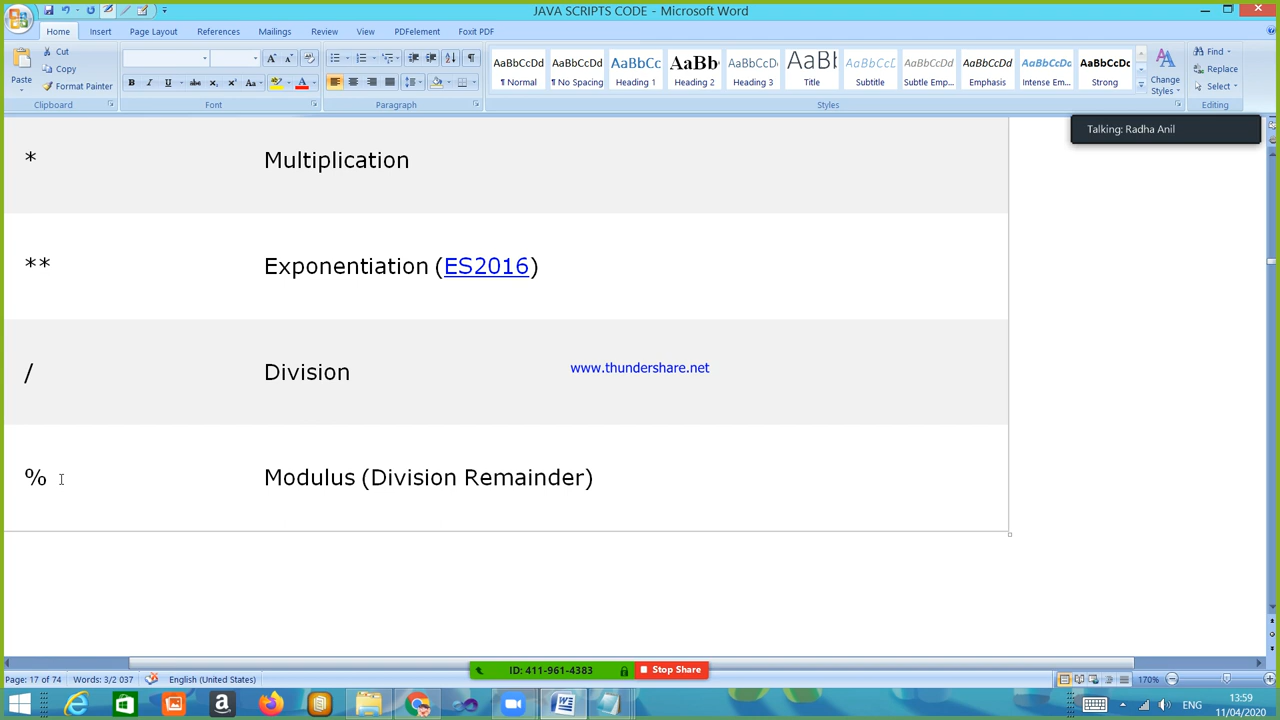 JAVA SCRIPTS CODE - Microsoft Word
Home Insert Page Layout References Mailings Review View PDFelement Foxit PDF
Paste
Cut
Copy
Format Painter
Clipboard
B I U
Font
Paragraph
AaBbCcDd AaBbCcDd AaBbCc AaBb AaBbCcD AaB AaBbCcL AaBbCcDd AaBbCcDd AaBbCcDd AaBbCcDc
¶ Normal ¶ No Spacing Heading 1 Heading 2 Heading 3 Title Subtitle Subtle Emp... Emphasis Intense Em... Strong
Change Styles
Styles
Find
Replace
Select
Editing
Talking: Radha Anil
* Multiplication
** Exponentiation (ES2016)
/ Division
www.thundershare.net
% Modulus (Division Remainder)
ID: 411-961-4383 Stop Share
Page: 17 of 74 Words: 3/2 037 English (United States) 170%
ENG
13:59
11/04/2020